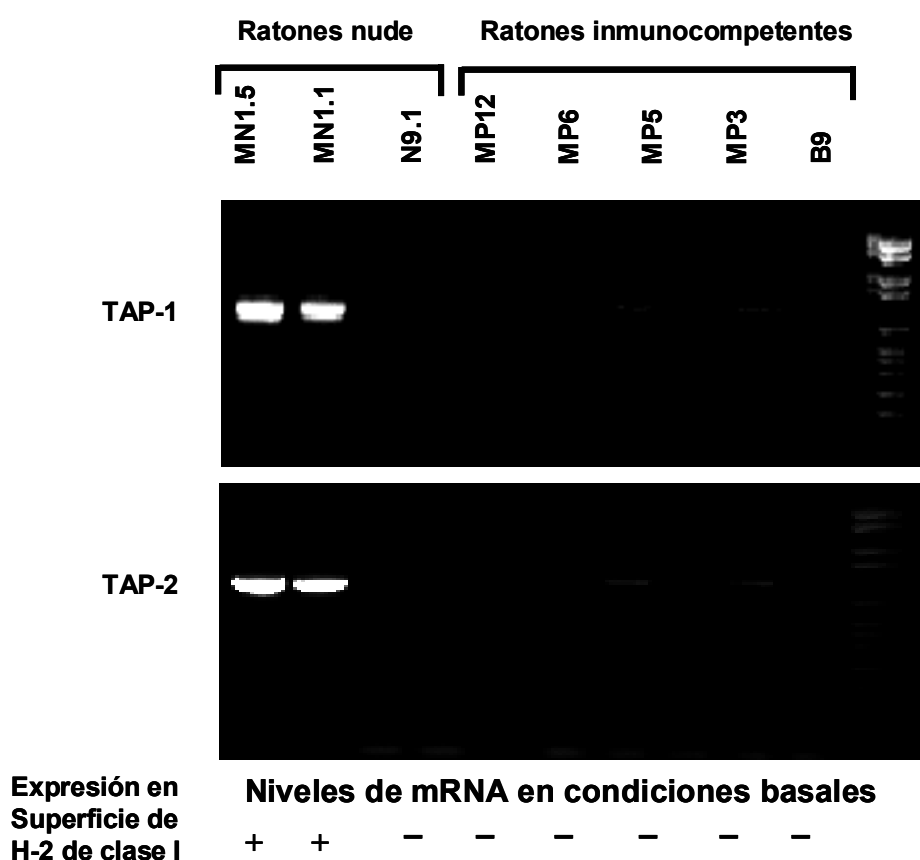 Ratones nude Ratones inmunocompetentes
MN1.5 MN1.1 N9.1 MP12 MP6 MP5 MP3 B9
TAP-1
TAP-2
Niveles de mRNA en condiciones basales
Expresión en
Superficie de
H-2 de clase I
+ + – – – – – –